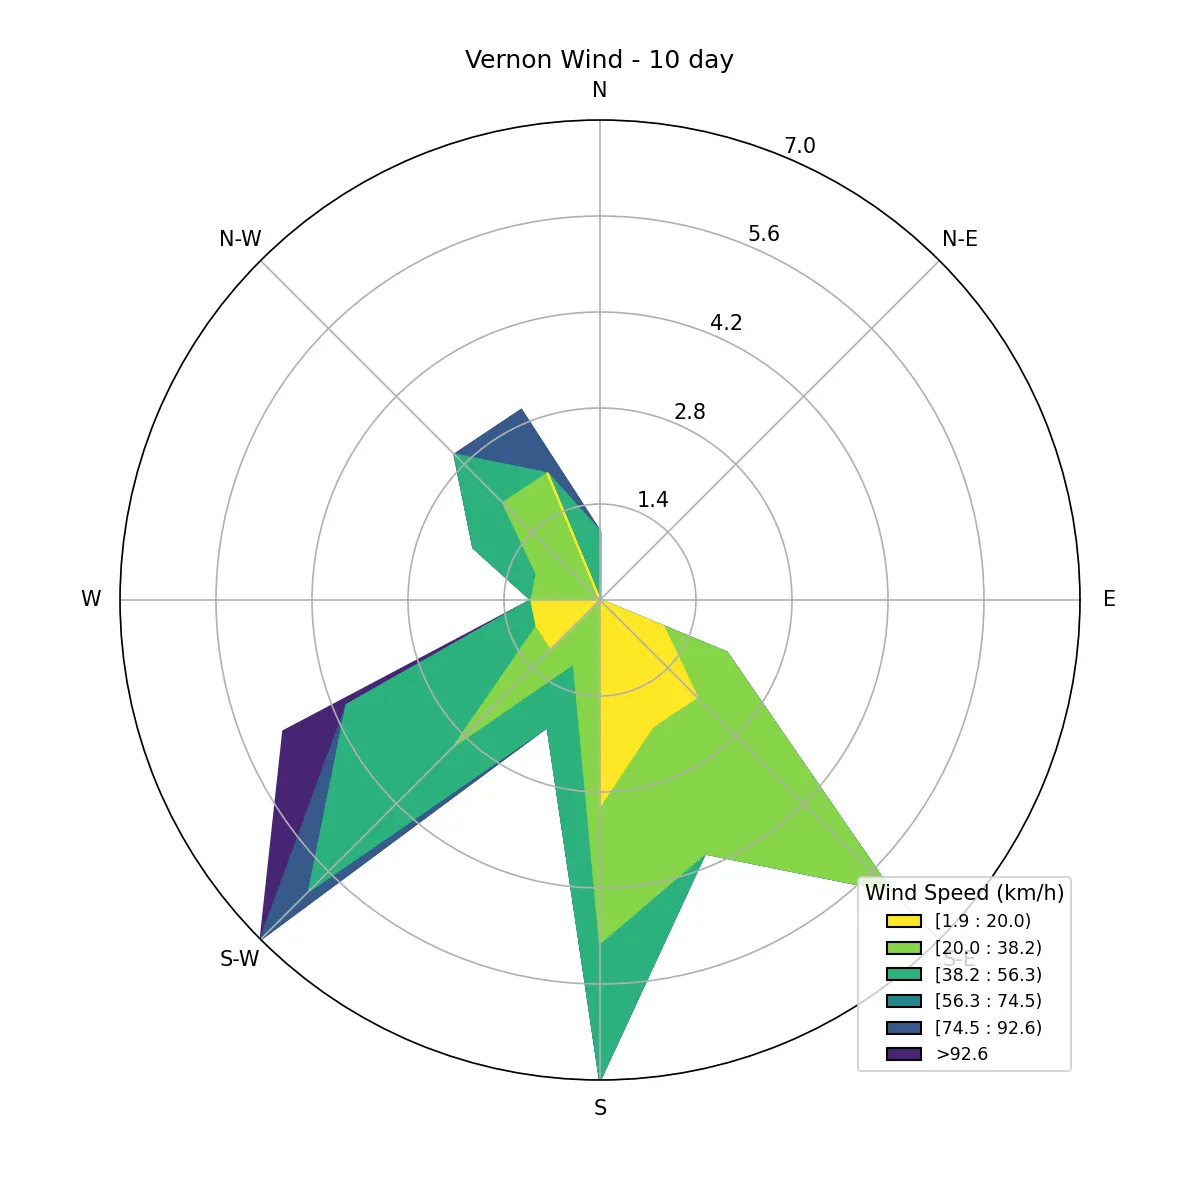 Vernon Wind - 10 day
N
7.0
N-W
5.6
N-E
4.2
2.8
1.4
W
E
S-W
S-E
S
Wind Speed (km/h)
[1.9 : 20.0)
[20.0 : 38.2)
[38.2 : 56.3)
[56.3 : 74.5)
[74.5 : 92.6)
>92.6